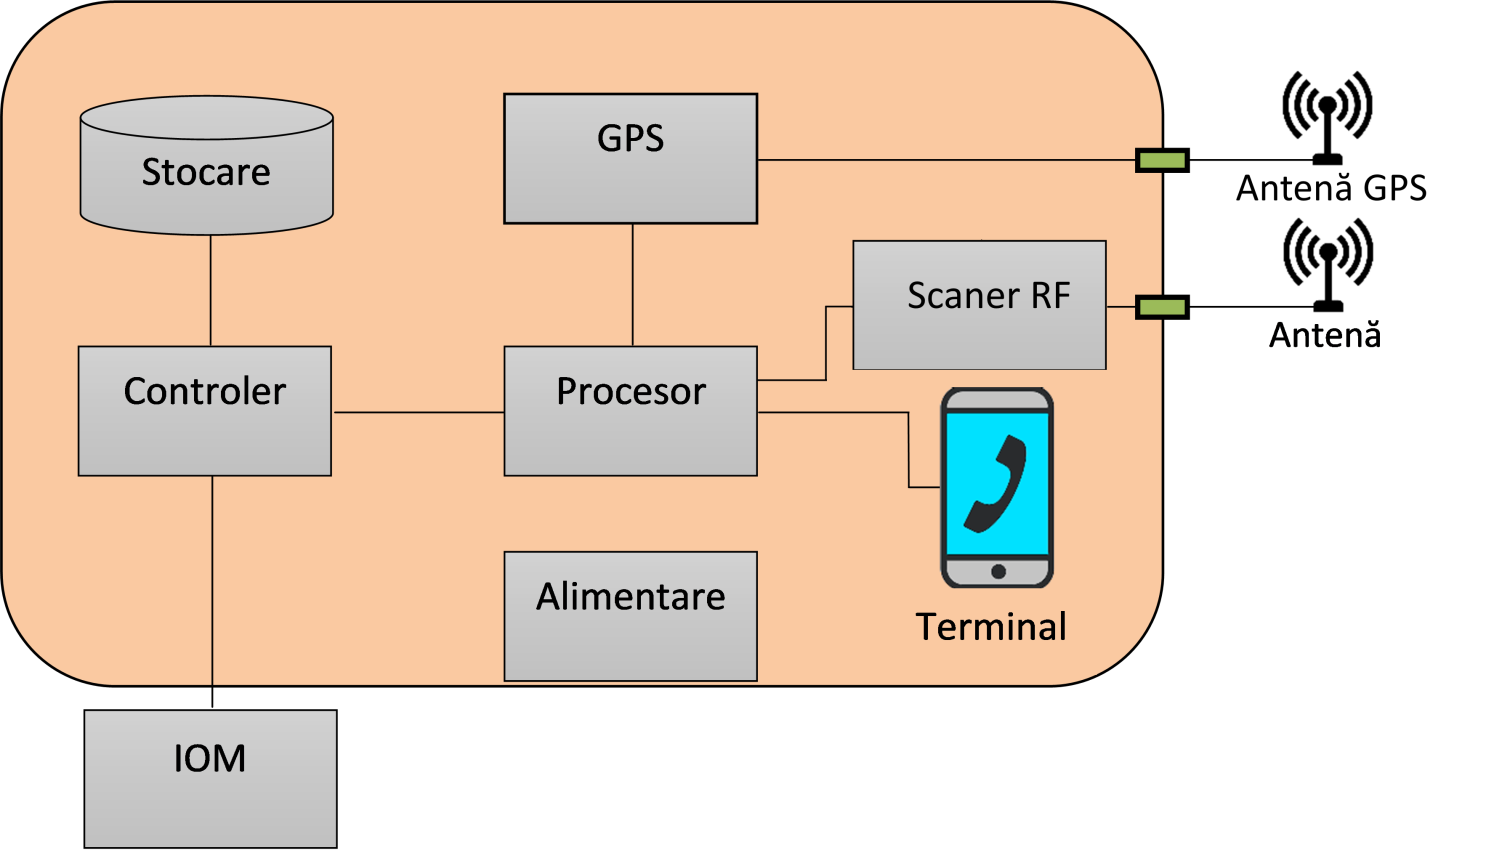 Stocare
GPS
Antenă GPS
Scaner RF
Antenă
Controler
Procesor
Alimentare
Terminal
IOM